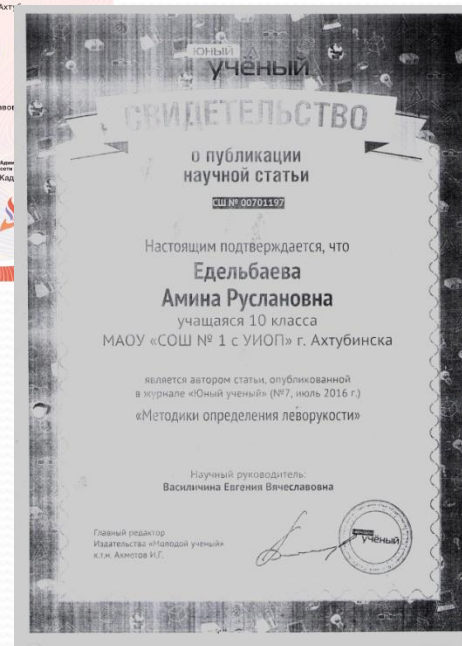 ЮНЫЙ
учёный
СВИДЕТЕЛЬСТВО
о публикации
научной статьи
СШ № 00701197
Настоящим подтверждается, что
Едельбаева
Амина Руслановна
учащаяся 10 класса
МАОУ «СОШ № 1 с УИОП» г. Ахтубинска
является автором статьи, опубликованной
в журнале «Юный ученый» (№7, июль 2016 г.)
«Методики определения леворукости»
Научный руководитель:
Василичина Евгения Вячеславовна
Главный редактор
Издательства «Молодой ученый»
к.т.н. Ахметов И.Г.
учёный